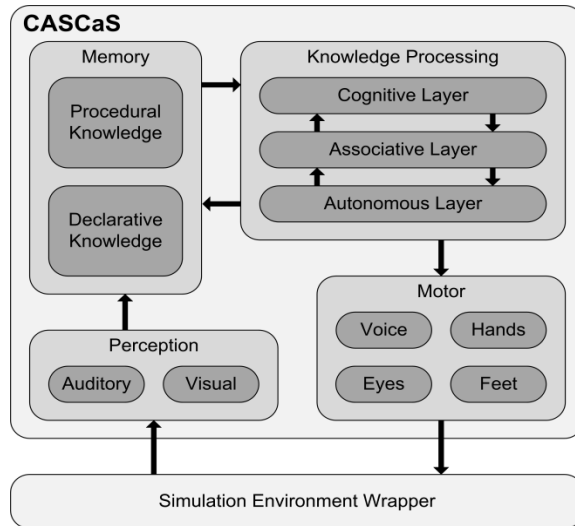 CASCaS
Memory
Procedural
Knowledge
Declarative
Knowledge
Knowledge Processing
Cognitive Layer
Associative Layer
Autonomous Layer
Perception
Auditory
Visual
Motor
Voice
Hands
Eyes
Feet
Simulation Environment Wrapper